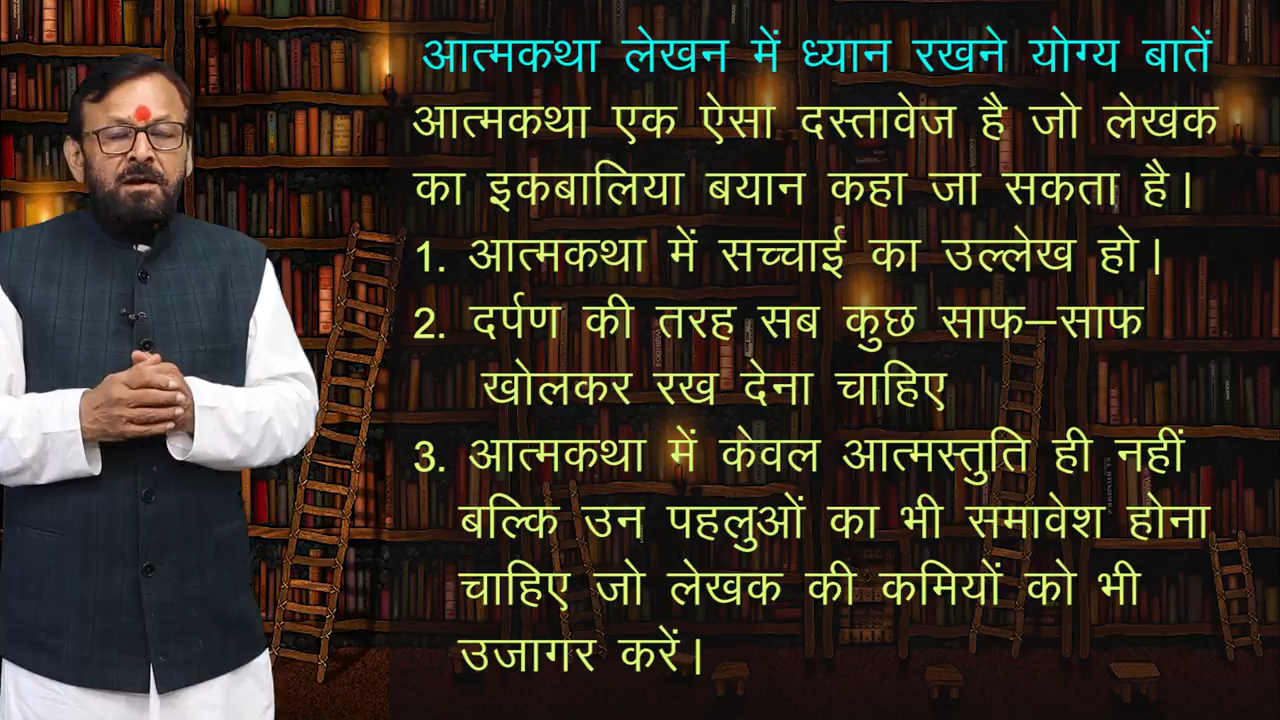 आत्मकथा लेखन में ध्यान रखने योग्य बातें
आत्मकथा एक ऐसा दस्तावेज है जो लेखक
का इकबालिया बयान कहा जा सकता है।
1. आत्मकथा में सच्चाई का उल्लेख हो।
2. दर्पण की तरह सब कुछ साफ–साफ
खोलकर रख देना चाहिए
3. आत्मकथा में केवल आत्मस्तुति ही नहीं
बल्कि उन पहलुओं का भी समावेश होना
चाहिए जो लेखक की कमियों को भी
उजागर करें।